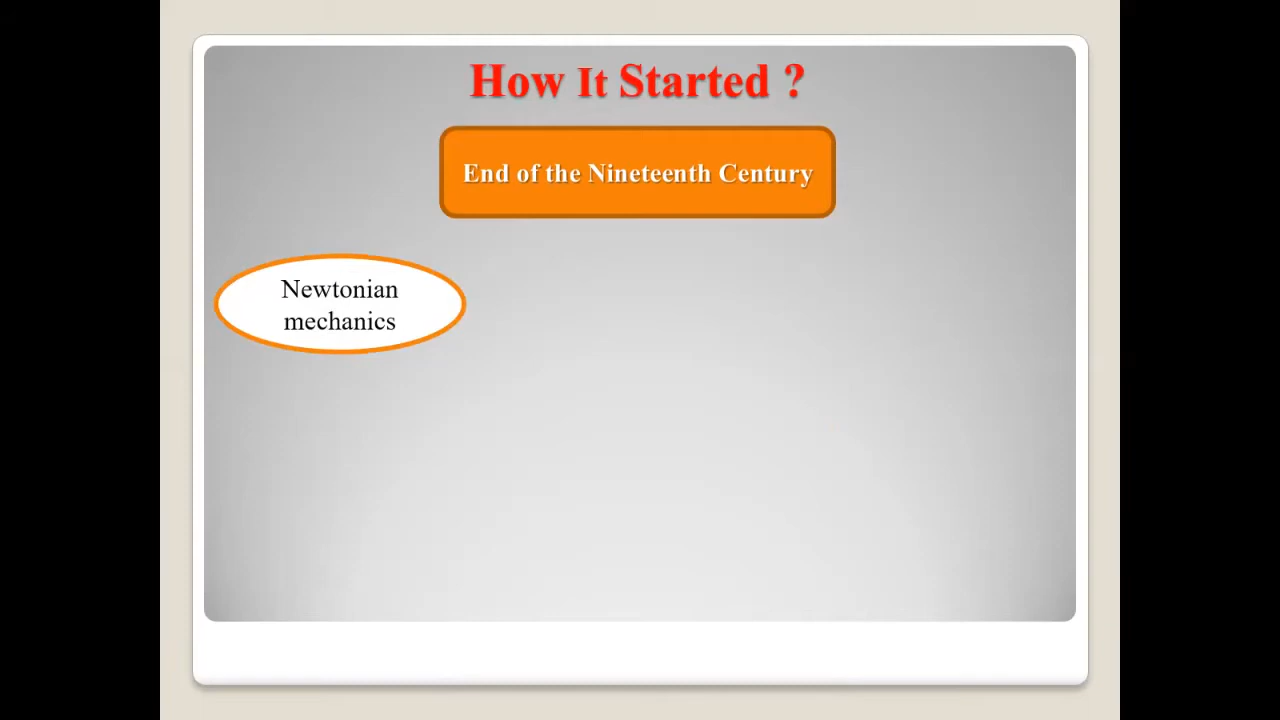 How It Started ?
End of the Nineteenth Century
Newtonian
mechanics